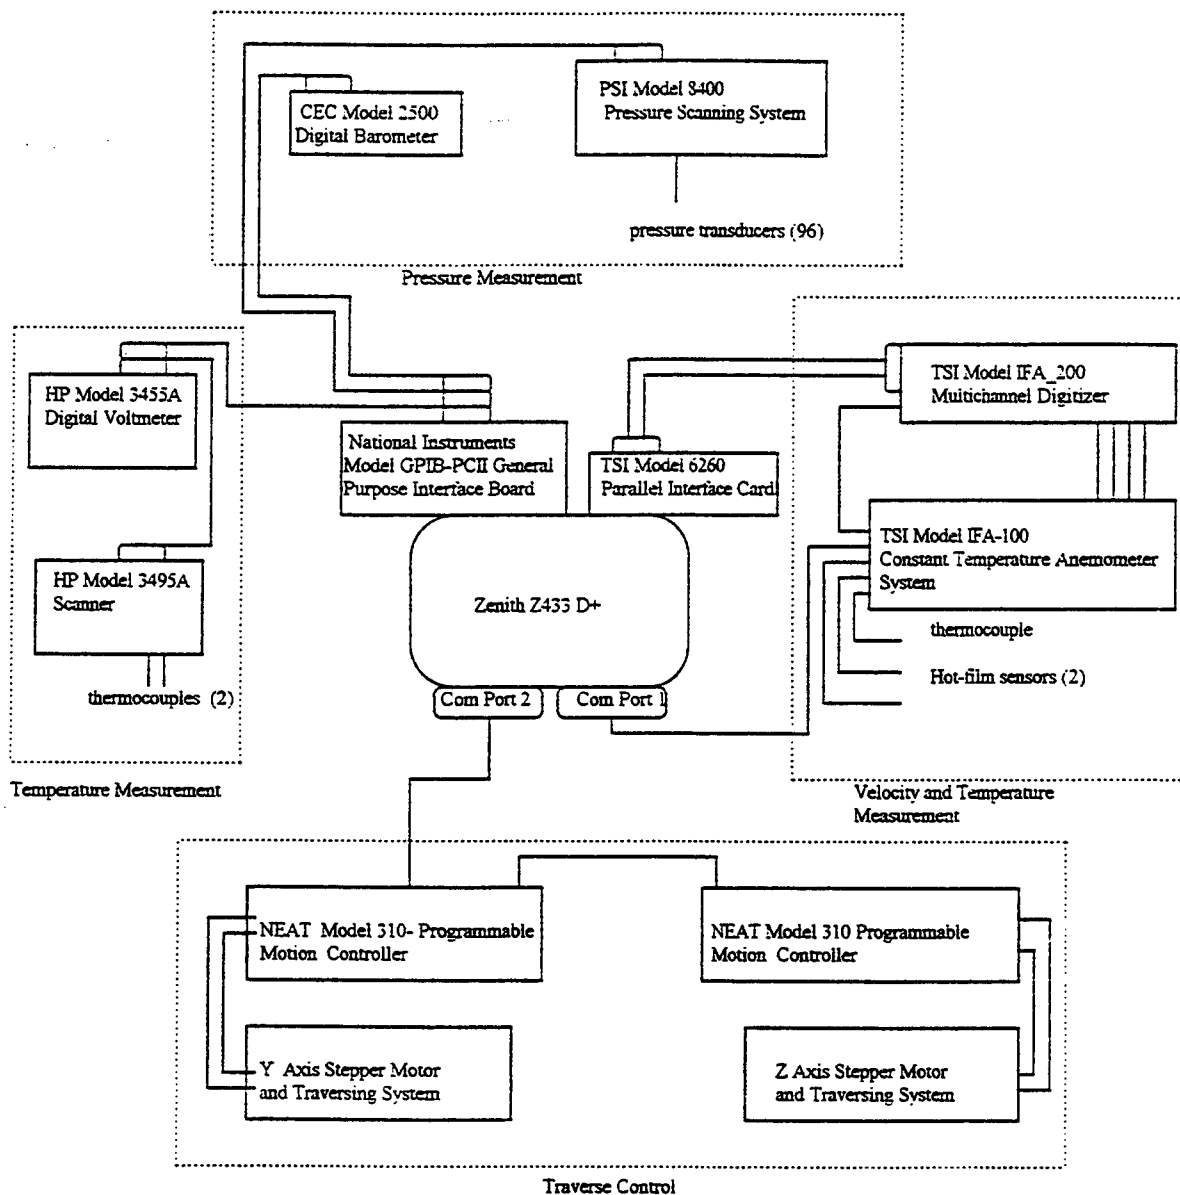 PSI Model 8400
Pressure Scanning System
CEC Model 2500
Digital Barometer
pressure transducers (96)
Pressure Measurement
HP Model 3455A
Digital Voltmeter
HP Model 3495A
Scanner
thermocouples (2)
Temperature Measurement
National Instruments
Model GPIB-PCII General
Purpose Interface Board
TSI Model 6260
Parallel Interface Card
Zenith Z433 D+
Com Port 2
Com Port 1
TSI Model IFA_200
Multichannel Digitizer
TSI Model IFA-100
Constant Temperature Anemometer
System
thermocouple
Hot-film sensors (2)
Velocity and Temperature
Measurement
NEAT Model 310- Programmable
Motion Controller
NEAT Model 310 Programmable
Motion Controller
Y Axis Stepper Motor
and Traversing System
Z Axis Stepper Motor
and Traversing System
Traverse Control